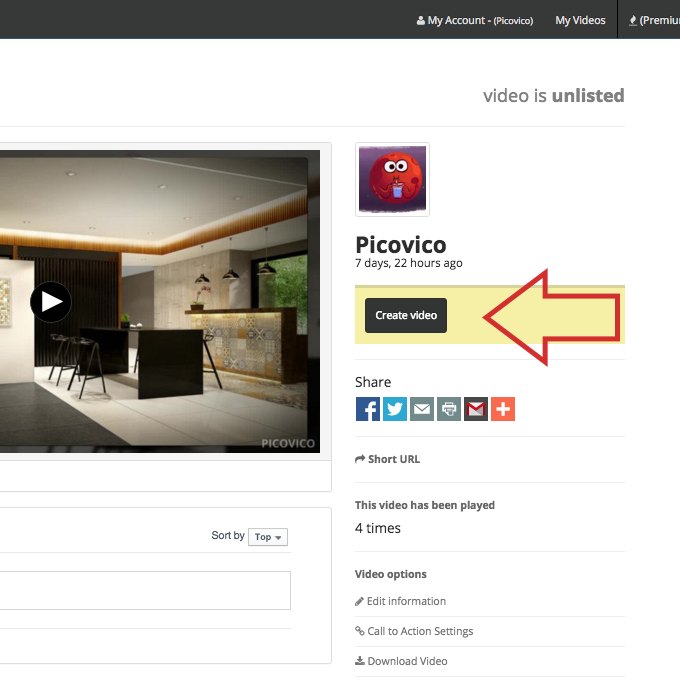 My Account - (Picovico) My Videos (Premiu
video is unlisted
PICOVICO
Picovico
7 days, 22 hours ago
Create video
Share
Short URL
This video has been played
4 times
Sort by Top
Video options
Edit information
Call to Action Settings
Download Video